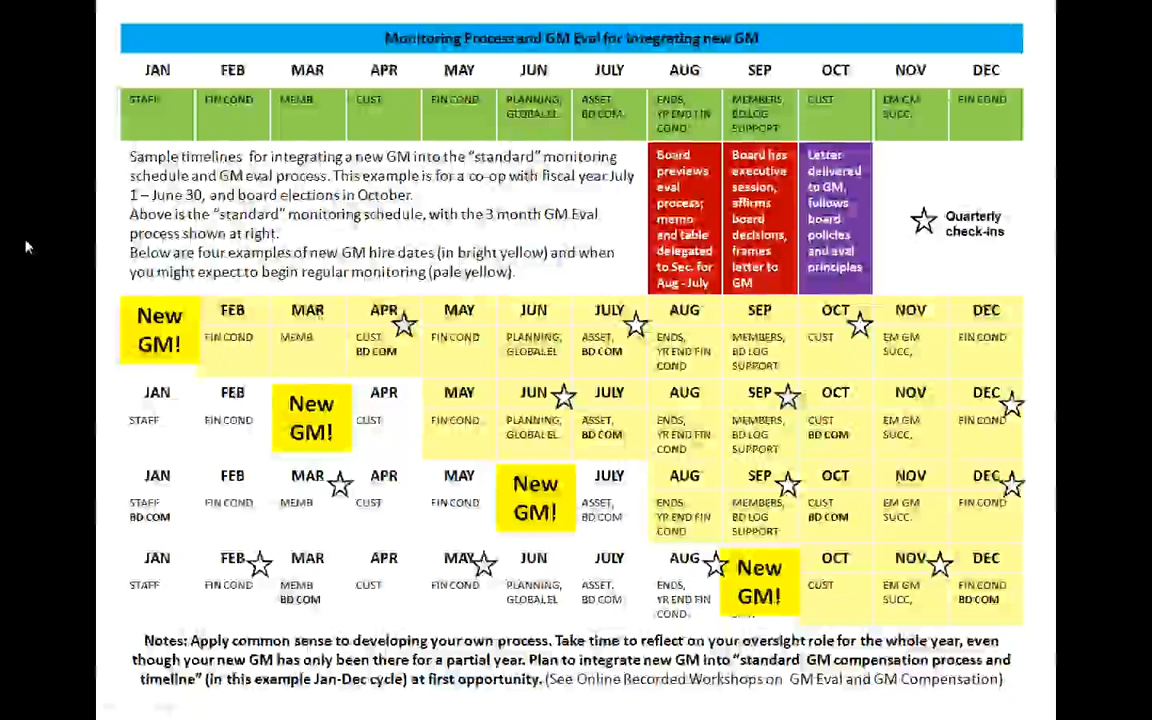 Monitoring Process and GM Eval for Integrating new GM
JAN FEB MAR APR MAY JUN JULY AUG SEP OCT NOV DEC
STAFF FIN COND MEMB CUST FIN COND PLANNING, ASSET, ENDS, MEMBERS, CUST EM GM FIN COND
GLOBAL EL BD COM YR END FIN BD LOG SUCC,
COND SUPPORT
Sample timelines for integrating a new GM into the "standard" monitoring
schedule and GM eval process. This example is for a co-op with fiscal year July
1 – June 30, and board elections in October.
Above is the "standard" monitoring schedule, with the 3 month GM Eval
process shown at right.
Below are four examples of new GM hire dates (in bright yellow) and when
you might expect to begin regular monitoring (pale yellow).
Board
previews
eval
process;
memo
and table
delegated
to Sec. for
Aug - July
Board has
executive
session,
affirms
board
decisions,
frames
letter to
GM
Letter
delivered
to GM,
follows
board
policies
and eval
principles
Quarterly
check-ins
New
GM!
FEB MAR APR MAY JUN JULY AUG SEP OCT NOV DEC
FIN COND MEMB CUST FIN COND PLANNING, ASSET, ENDS, MEMBERS, CUST EM GM FIN COND
BD COM GLOBAL EL BD COM YR END FIN BD LOG SUCC,
COND SUPPORT
JAN FEB New GM! APR MAY JUN JULY AUG SEP OCT NOV DEC
STAFF FIN COND CUST FIN COND PLANNING, ASSET, ENDS, MEMBERS, CUST EM GM FIN COND
GLOBAL EL BD COM YR END FIN BD LOG BD COM SUCC,
COND SUPPORT
JAN FEB MAR APR MAY New GM! JULY AUG SEP OCT NOV DEC
STAFF FIN COND MEMB CUST FIN COND ASSET, ENDS, MEMBERS, CUST EM GM FIN COND
BD COM BD COM YR END FIN BD LOG BD COM SUCC,
COND SUPPORT
JAN FEB MAR APR MAY JUN JULY AUG New GM! OCT NOV DEC
STAFF FIN COND MEMB CUST FIN COND PLANNING, ASSET, ENDS, CUST EM GM FIN COND
BD COM GLOBAL EL BD COM YR END FIN SUCC, BD COM
COND
Notes: Apply common sense to developing your own process. Take time to reflect on your oversight role for the whole year, even
though your new GM has only been there for a partial year. Plan to integrate new GM into "standard GM compensation process and
timeline" (in this example Jan-Dec cycle) at first opportunity. (See Online Recorded Workshops on GM Eval and GM Compensation)